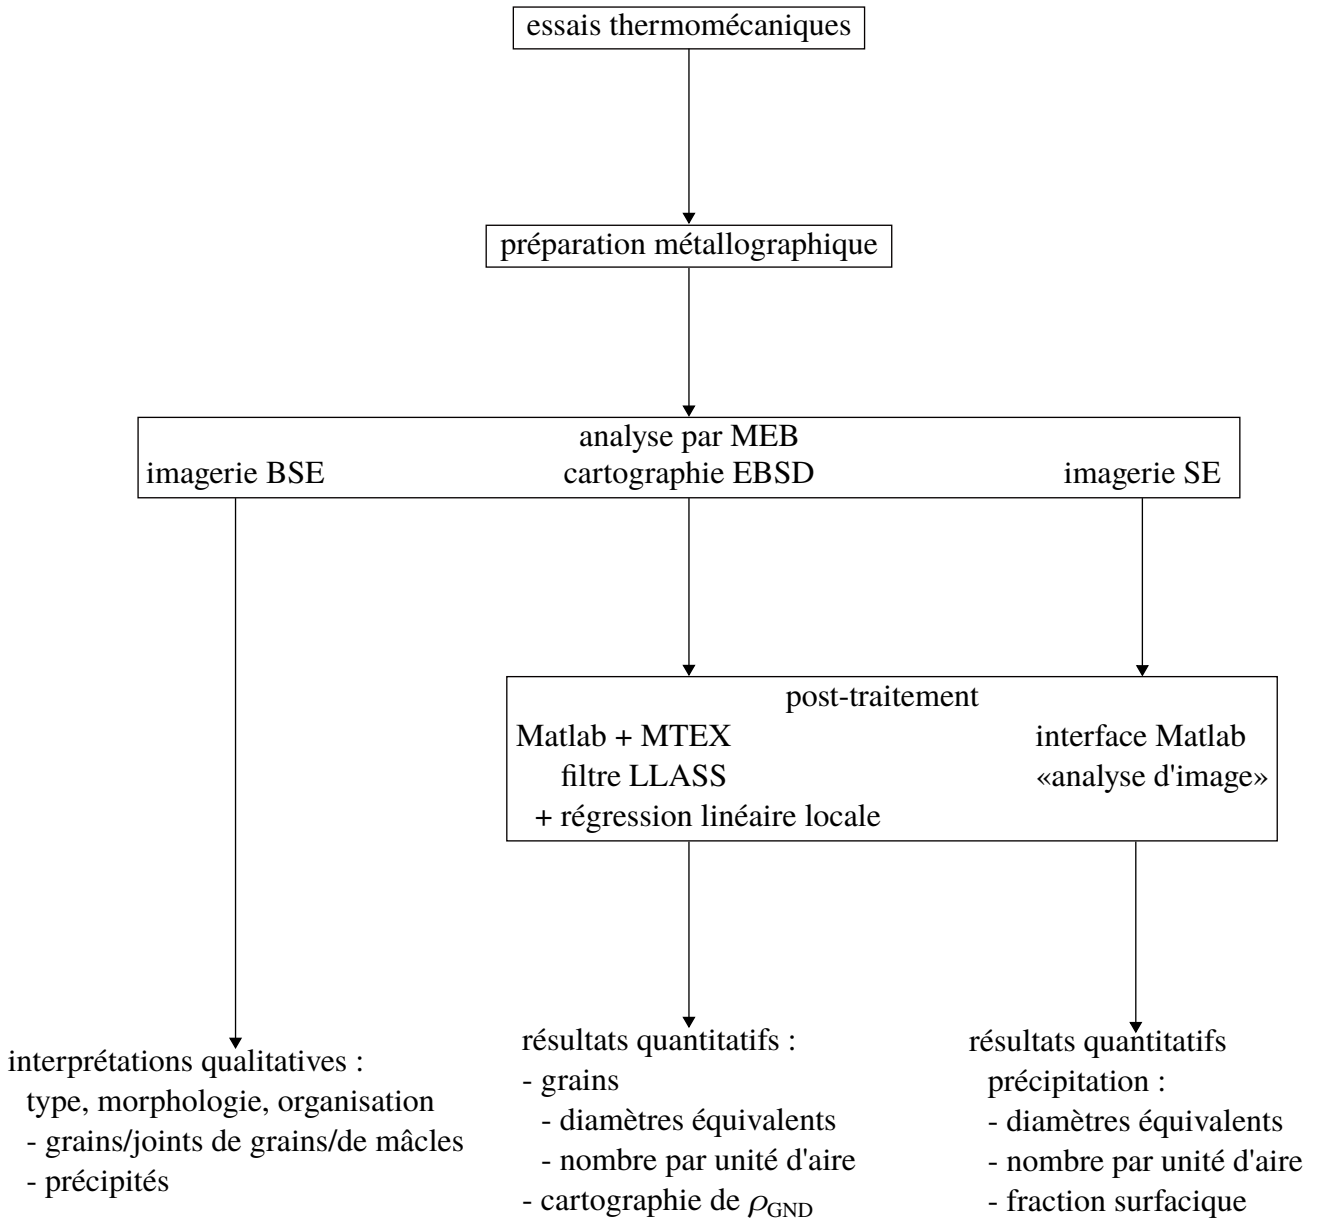 essais thermomécaniques
préparation métallographique
analyse par MEB
imagerie BSE
cartographie EBSD
imagerie SE
post-traitement
Matlab + MTEX
filtre LLASS
+ régression linéaire locale
interface Matlab
«analyse d'image»
interprétations qualitatives :
type, morphologie, organisation
- grains/joints de grains/de mâcles
- précipités
résultats quantitatifs :
- grains
- diamètres équivalents
- nombre par unité d'aire
- cartographie de ρGND
résultats quantitatifs
précipitation :
- diamètres équivalents
- nombre par unité d'aire
- fraction surfacique